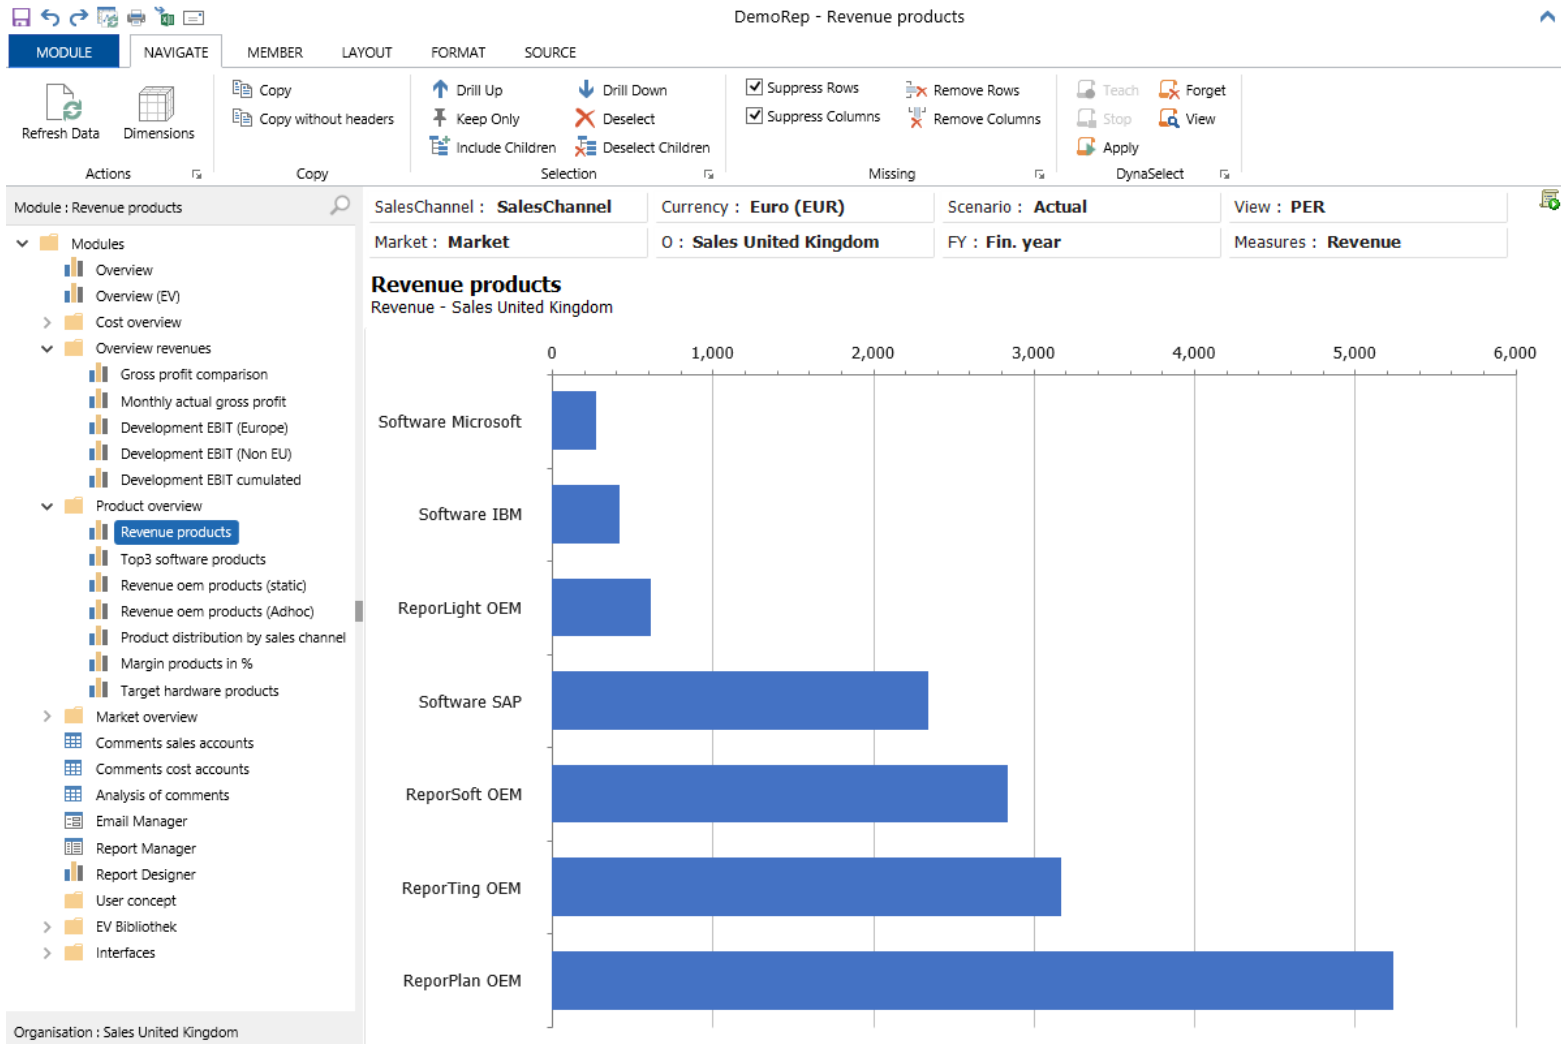 DemoRep - Revenue products
MODULE NAVIGATE MEMBER LAYOUT FORMAT SOURCE
Refresh Data
Dimensions
Actions
Copy
Copy without headers
Copy
Drill Up
Keep Only
Include Children
Drill Down
Deselect
Deselect Children
Selection
Suppress Rows
Suppress Columns
Remove Rows
Remove Columns
Missing
Teach
Stop
Apply
Forget
View
DynaSelect
Module : Revenue products
Modules
Overview
Overview (EV)
Cost overview
Overview revenues
Gross profit comparison
Monthly actual gross profit
Development EBIT (Europe)
Development EBIT (Non EU)
Development EBIT cumulated
Product overview
Revenue products
Top3 software products
Revenue oem products (static)
Revenue oem products (Adhoc)
Product distribution by sales channel
Margin products in %
Target hardware products
Market overview
Comments sales accounts
Comments cost accounts
Analysis of comments
Email Manager
Report Manager
Report Designer
User concept
EV Bibliothek
Interfaces
Organisation : Sales United Kingdom
SalesChannel : SalesChannel Currency : Euro (EUR) Scenario : Actual View : PER
Market : Market O : Sales United Kingdom FY : Fin. year Measures : Revenue
Revenue products
Revenue - Sales United Kingdom
0 1,000 2,000 3,000 4,000 5,000 6,000
Software Microsoft
Software IBM
ReporLight OEM
Software SAP
ReporSoft OEM
ReporTing OEM
ReporPlan OEM